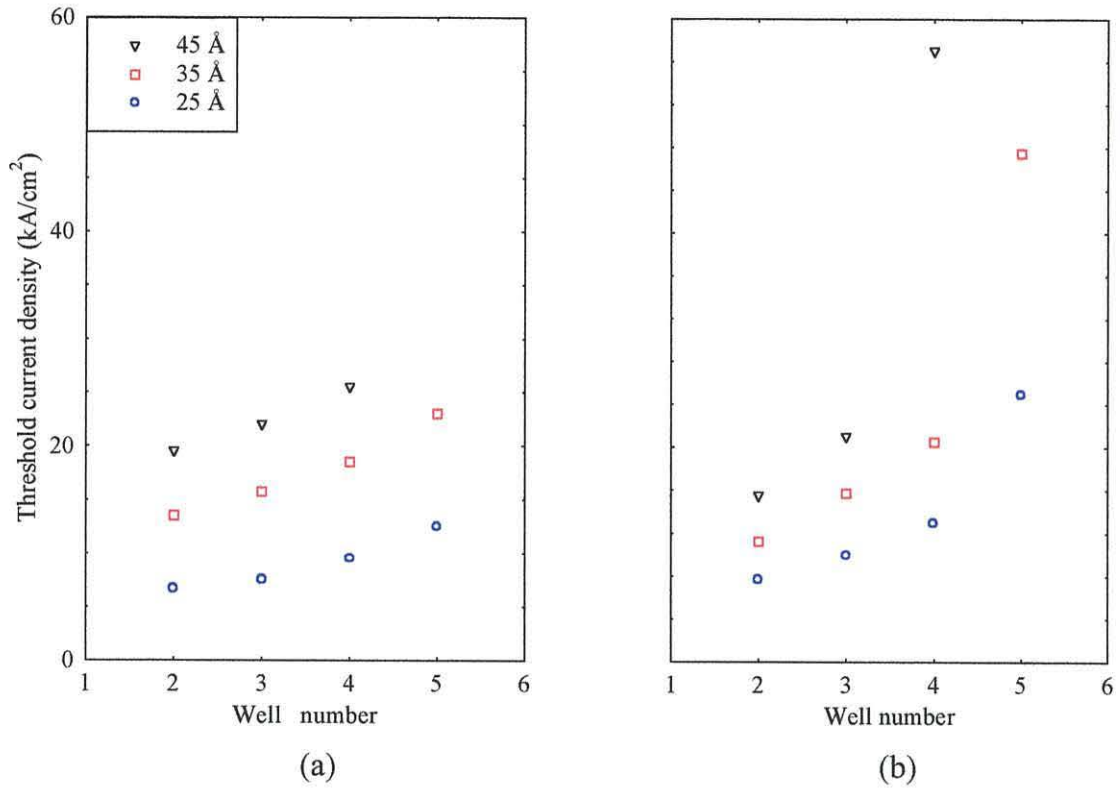 60
45 Å
35 Å
25 Å
40
20
0
Threshold current density (kA/cm²)
1 2 3 4 5 6
Well number
(a)
1 2 3 4 5 6
Well number
(b)